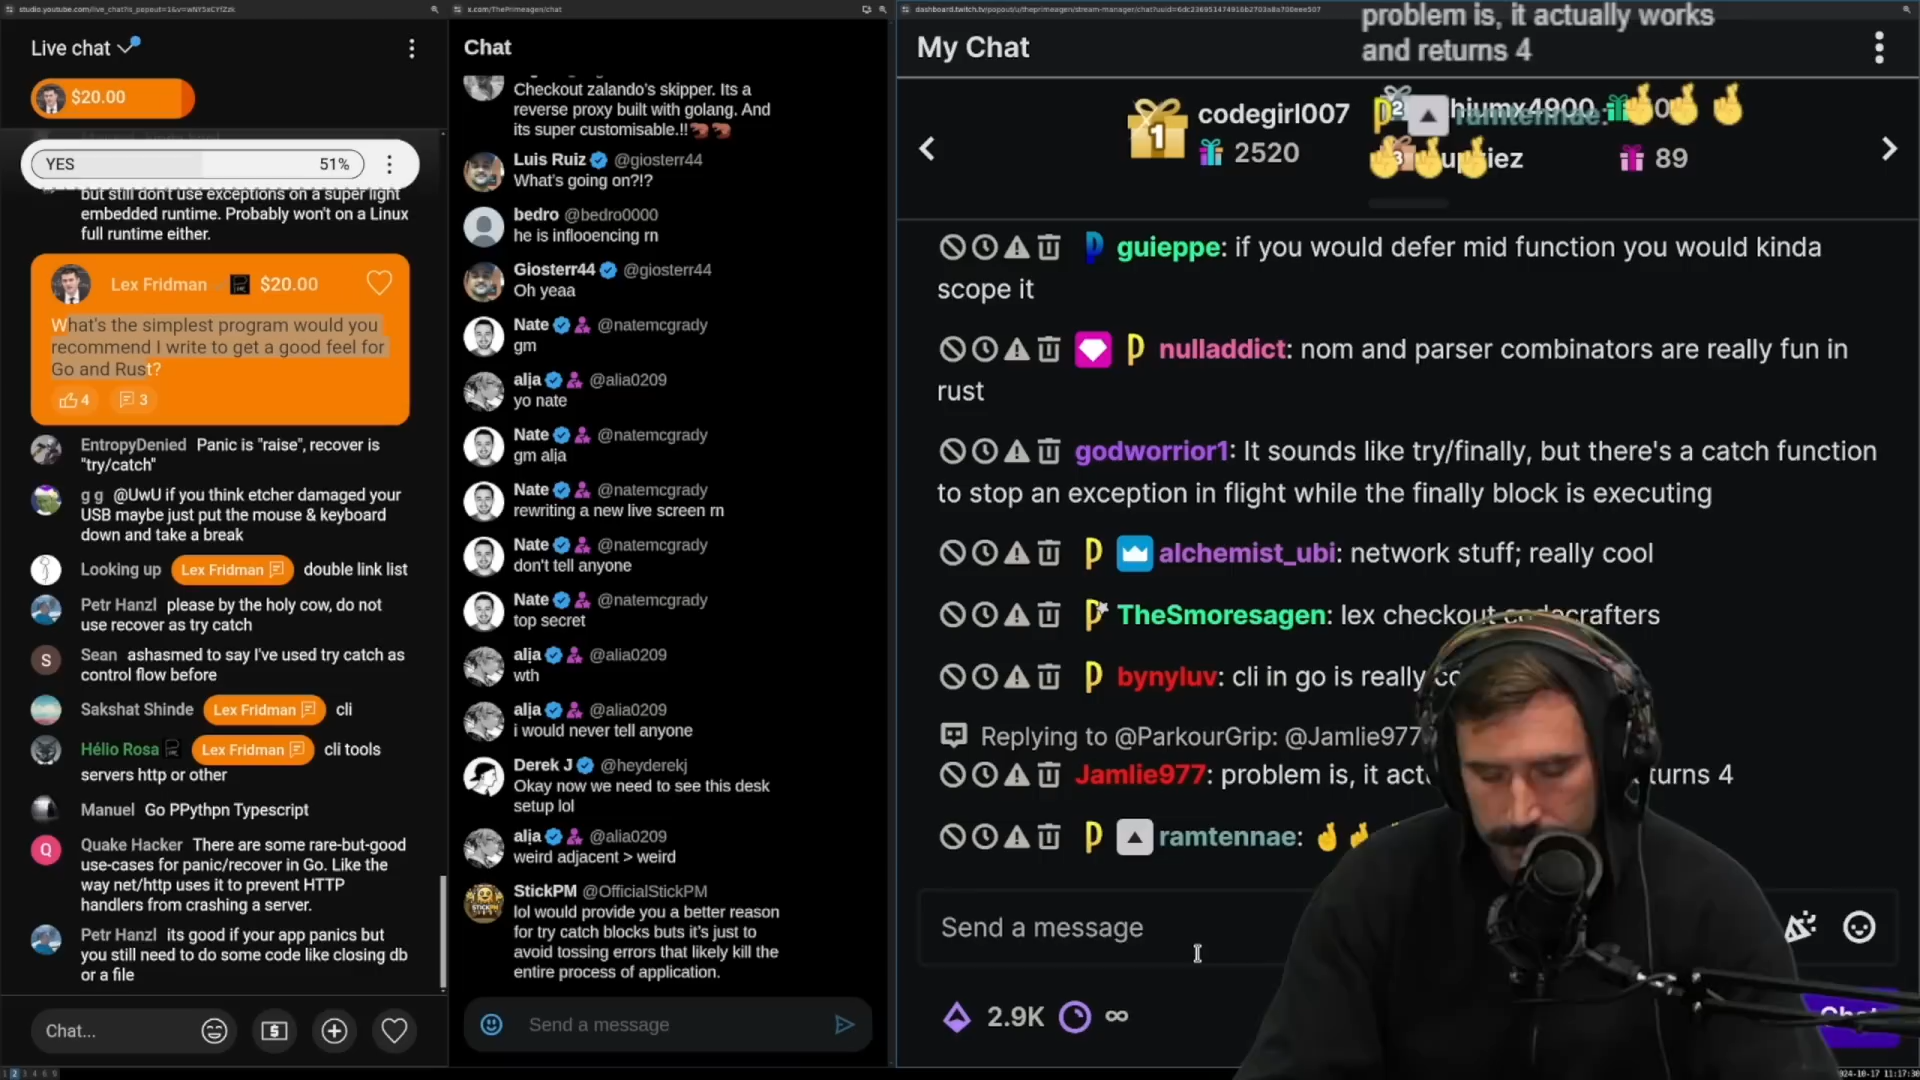 studio.youtube.com/live_chat?is_popout=1&v=wNY5aCYfZzk
x.com/ThePrimeagen/chat
Live chat
$20.00
YES 51%
but still don't use exceptions on a super light
embedded runtime. Probably won't on a Linux
full runtime either.
Lex Fridman $20.00
What's the simplest program would you
recommend I write to get a good feel for
Go and Rust?
4 3
EntropyDenied Panic is "raise", recover is
"try/catch"
g g @UwU if you think etcher damaged your
USB maybe just put the mouse & keyboard
down and take a break
Looking up Lex Fridman double link list
Petr Hanzl please by the holy cow, do not
use recover as try catch
S Sean ashasmed to say I've used try catch as
control flow before
Sakshat Shinde Lex Fridman cli
Hélio Rosa Lex Fridman cli tools
servers http or other
Manuel Go PPythpn Typescript
Q Quake Hacker There are some rare-but-good
use-cases for panic/recover in Go. Like the
way net/http uses it to prevent HTTP
handlers from crashing a server.
Petr Hanzl its good if your app panics but
you still need to do some code like closing db
or a file
Chat...
Chat
Checkout zalando's skipper. Its a
reverse proxy built with golang. And
its super customisable.!!
Luis Ruiz @giosterr44
What's going on?!?
bedro @bedro0000
he is inflooencing rn
Giosterr44 @giosterr44
Oh yeaa
Nate @natemcgrady
gm
alįa @alia0209
yo nate
Nate @natemcgrady
gm alįa
Nate @natemcgrady
rewriting a new live screen rn
Nate @natemcgrady
don't tell anyone
Nate @natemcgrady
top secret
alįa @alia0209
wth
alįa @alia0209
i would never tell anyone
Derek J @heyderekj
Okay now we need to see this desk
setup lol
alįa @alia0209
weird adjacent > weird
StickPM @OfficialStickPM
lol would provide you a better reason
for try catch blocks buts it's just to
avoid tossing errors that likely kill the
entire process of application.
Send a message
My Chat
problem is, it actually works
and returns 4
1 codegirl007
2520
2 hiumx4900
ramtennae:
89
guieppe: if you would defer mid function you would kinda
scope it
nulladdict: nom and parser combinators are really fun in
rust
godworrior1: It sounds like try/finally, but there's a catch function
to stop an exception in flight while the finally block is executing
alchemist_ubi: network stuff; really cool
TheSmoresagen: lex checkout codecrafters
bynyluv: cli in go is really
Replying to @ParkourGrip: @Jamlie977
Jamlie977: problem is, it turns 4
ramtennae:
Send a message
2.9K ∞
Chat